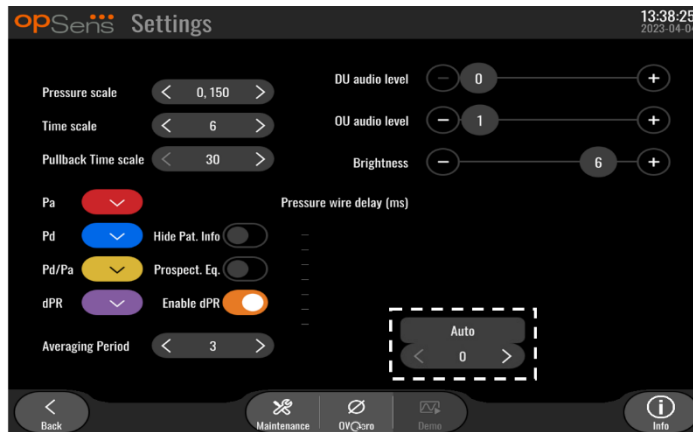 opSens Settings
13:38:25
2023-04-04
Pressure scale 0, 150
DU audio level 0
Time scale 6
OU audio level 1
Pullback Time scale 30
Brightness 6
Pa
Pressure wire delay (ms)
Pd Hide Pat. Info
Pd/Pa Prospect. Eq.
dPR Enable dPR
Averaging Period 3
Auto
0
Back
Maintenance
Demo
Info